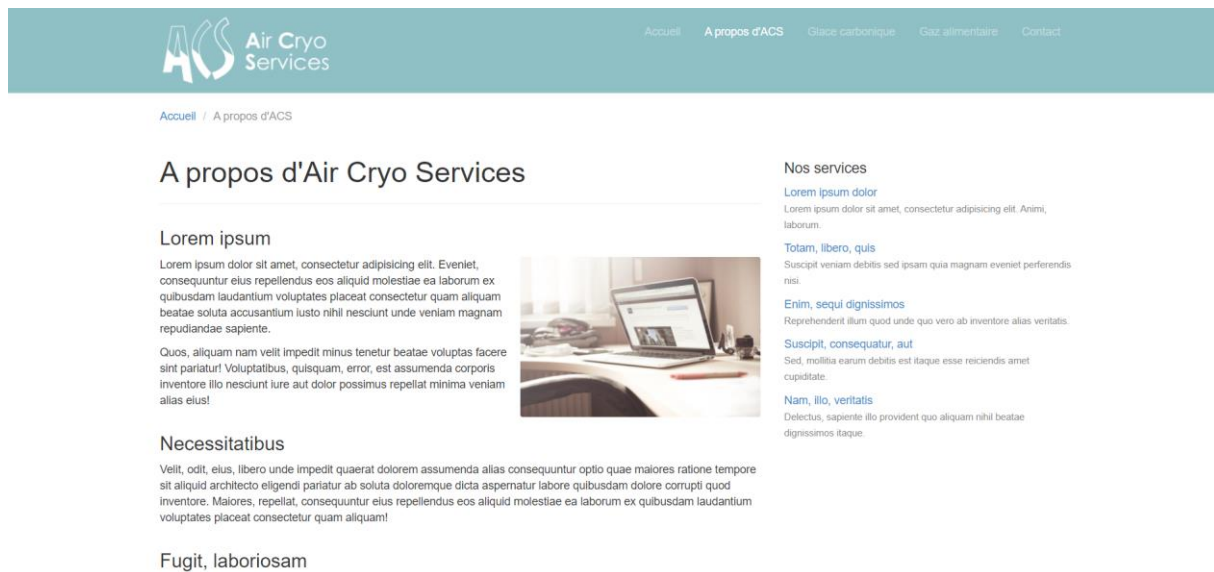 ACS Air Cryo
Services
Accueil A propos d'ACS Glace carbonique Gaz alimentaire Contact
Accueil / A propos d'ACS
A propos d'Air Cryo Services
Lorem ipsum
Lorem ipsum dolor sit amet, consectetur adipisicing elit. Eveniet,
consequuntur eius repellendus eos aliquid molestiae ea laborum ex
quibusdam laudantium voluptates placeat consectetur quam aliquam
beatae soluta accusantium iusto nihil nesciunt unde veniam magnam
repudiandae sapiente.
Quos, aliquam nam velit impedit minus tenetur beatae voluptas facere
sint pariatur! Voluptatibus, quisquam, error, est assumenda corporis
inventore illo nesciunt iure aut dolor possimus repellat minima veniam
alias eius!
Necessitatibus
Velit, odit, eius, libero unde impedit quaerat dolorem assumenda alias consequuntur optio quae maiores ratione tempore
sit aliquid architecto eligendi pariatur ab soluta doloremque dicta aspernatur labore quibusdam dolore corrupti quod
inventore. Maiores, repellat, consequuntur eius repellendus eos aliquid molestiae ea laborum ex quibusdam laudantium
voluptates placeat consectetur quam aliquam!
Fugit, laboriosam
Nos services
Lorem ipsum dolor
Lorem ipsum dolor sit amet, consectetur adipisicing elit. Animi,
laborum.
Totam, libero, quis
Suscipit veniam debitis sed ipsam quia magnam eveniet perferendis
nisi.
Enim, sequi dignissimos
Reprehenderit illum quod unde quo vero ab inventore alias veritatis.
Suscipit, consequatur, aut
Sed, mollitia earum debitis est itaque esse reiciendis amet
cupiditate.
Nam, illo, veritatis
Delectus, sapiente illo provident quo aliquam nihil beatae
dignissimos itaque.